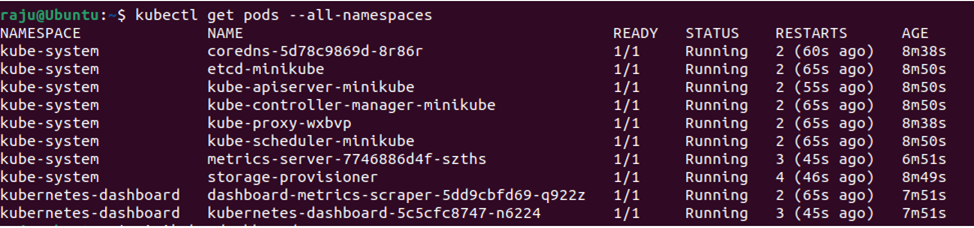 raju@Ubuntu:~$ kubectl get pods --all-namespaces
NAMESPACE NAME READY STATUS RESTARTS AGE
kube-system coredns-5d78c9869d-8r86r 1/1 Running 2 (60s ago) 8m38s
kube-system etcd-minikube 1/1 Running 2 (65s ago) 8m50s
kube-system kube-apiserver-minikube 1/1 Running 2 (55s ago) 8m50s
kube-system kube-controller-manager-minikube 1/1 Running 2 (65s ago) 8m50s
kube-system kube-proxy-wxbvp 1/1 Running 2 (65s ago) 8m38s
kube-system kube-scheduler-minikube 1/1 Running 2 (65s ago) 8m50s
kube-system metrics-server-7746886d4f-szths 1/1 Running 3 (45s ago) 6m51s
kube-system storage-provisioner 1/1 Running 4 (46s ago) 8m49s
kubernetes-dashboard dashboard-metrics-scraper-5dd9cbfd69-q922z 1/1 Running 2 (65s ago) 7m51s
kubernetes-dashboard kubernetes-dashboard-5c5cfc8747-n6224 1/1 Running 3 (45s ago) 7m51s